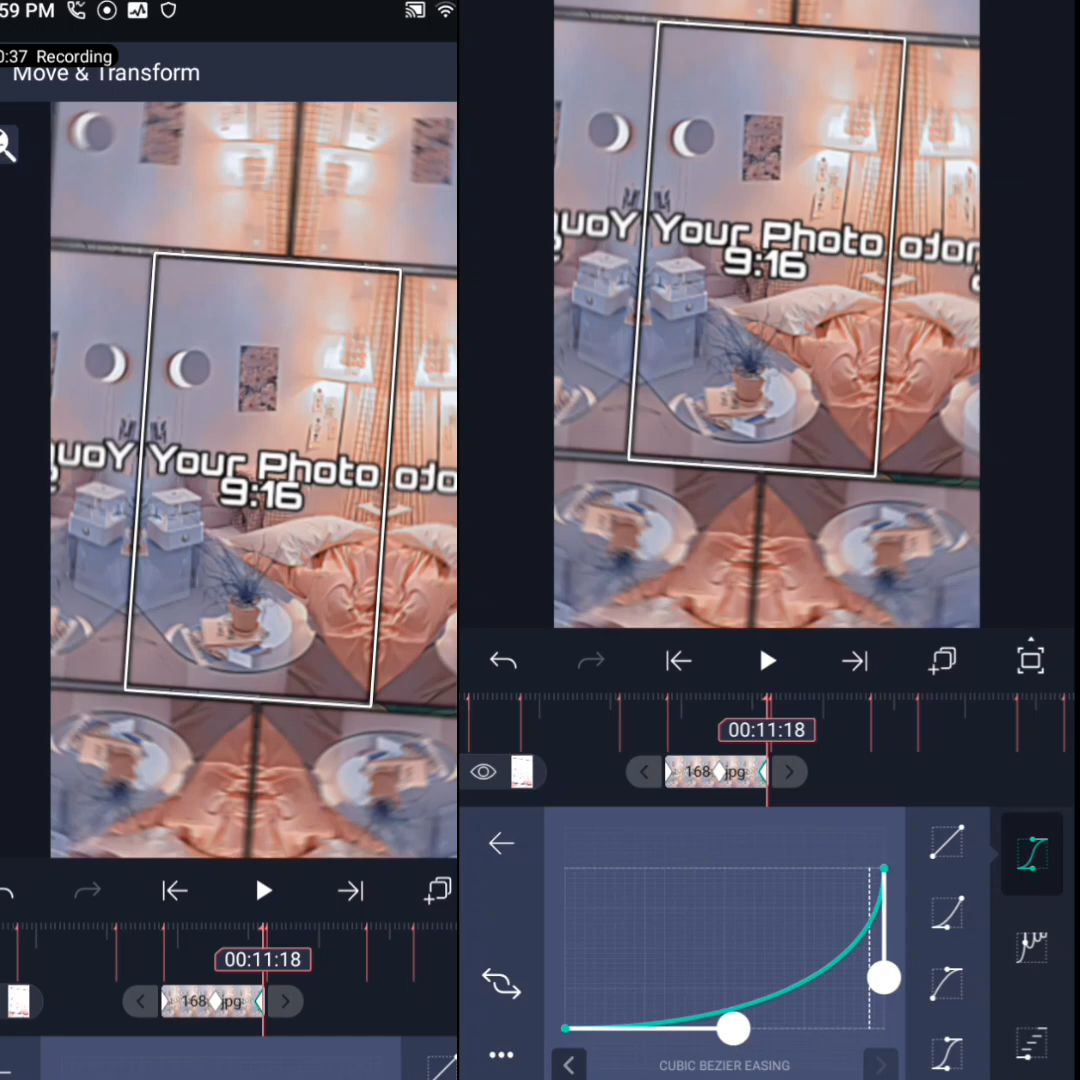 :59 PM
0:37 Recording
Move & Transform
Your Photo
9:16
00:11:18
168 jpg
Your Photo
9:16
00:11:18
168 jpg
CUBIC BEZIER EASING